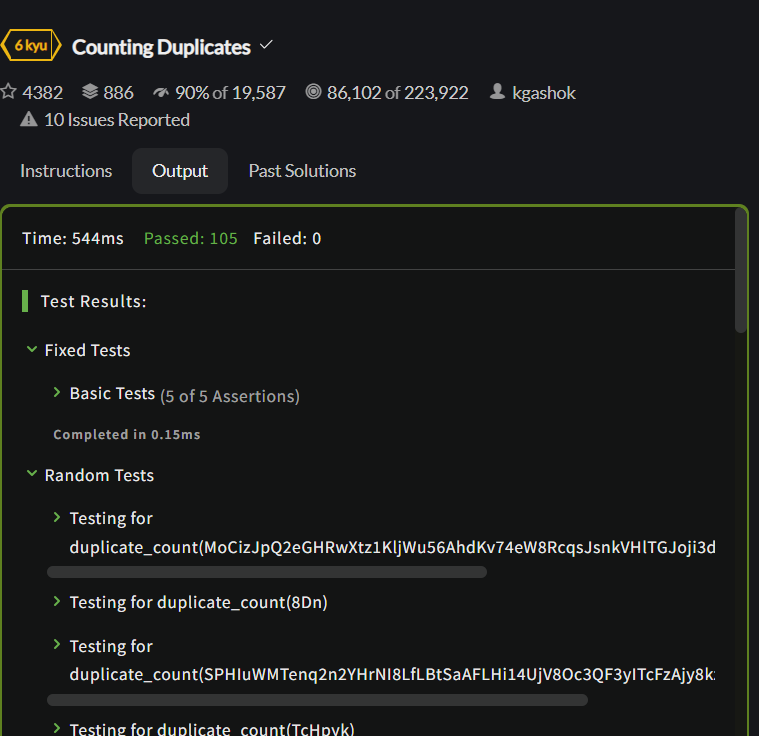 6 kyu Counting Duplicates
4382 886 90% of 19,587 86,102 of 223,922 kgashok
10 Issues Reported
Instructions Output Past Solutions
Time: 544ms Passed: 105 Failed: 0
Test Results:
Fixed Tests
Basic Tests (5 of 5 Assertions)
Completed in 0.15ms
Random Tests
Testing for
duplicate_count(MoCizJpQ2eGHRwXtz1KljWu56AhdKv74eW8RcqsJsnkVHlTGJoji3d
Testing for duplicate_count(8Dn)
Testing for
duplicate_count(SPHIuWMTenq2n2YHrNI8LfLBtSaAFLHi14UjV8Oc3QF3yITcFzAjy8k
Testing for duplicate_count(TcHpvk)